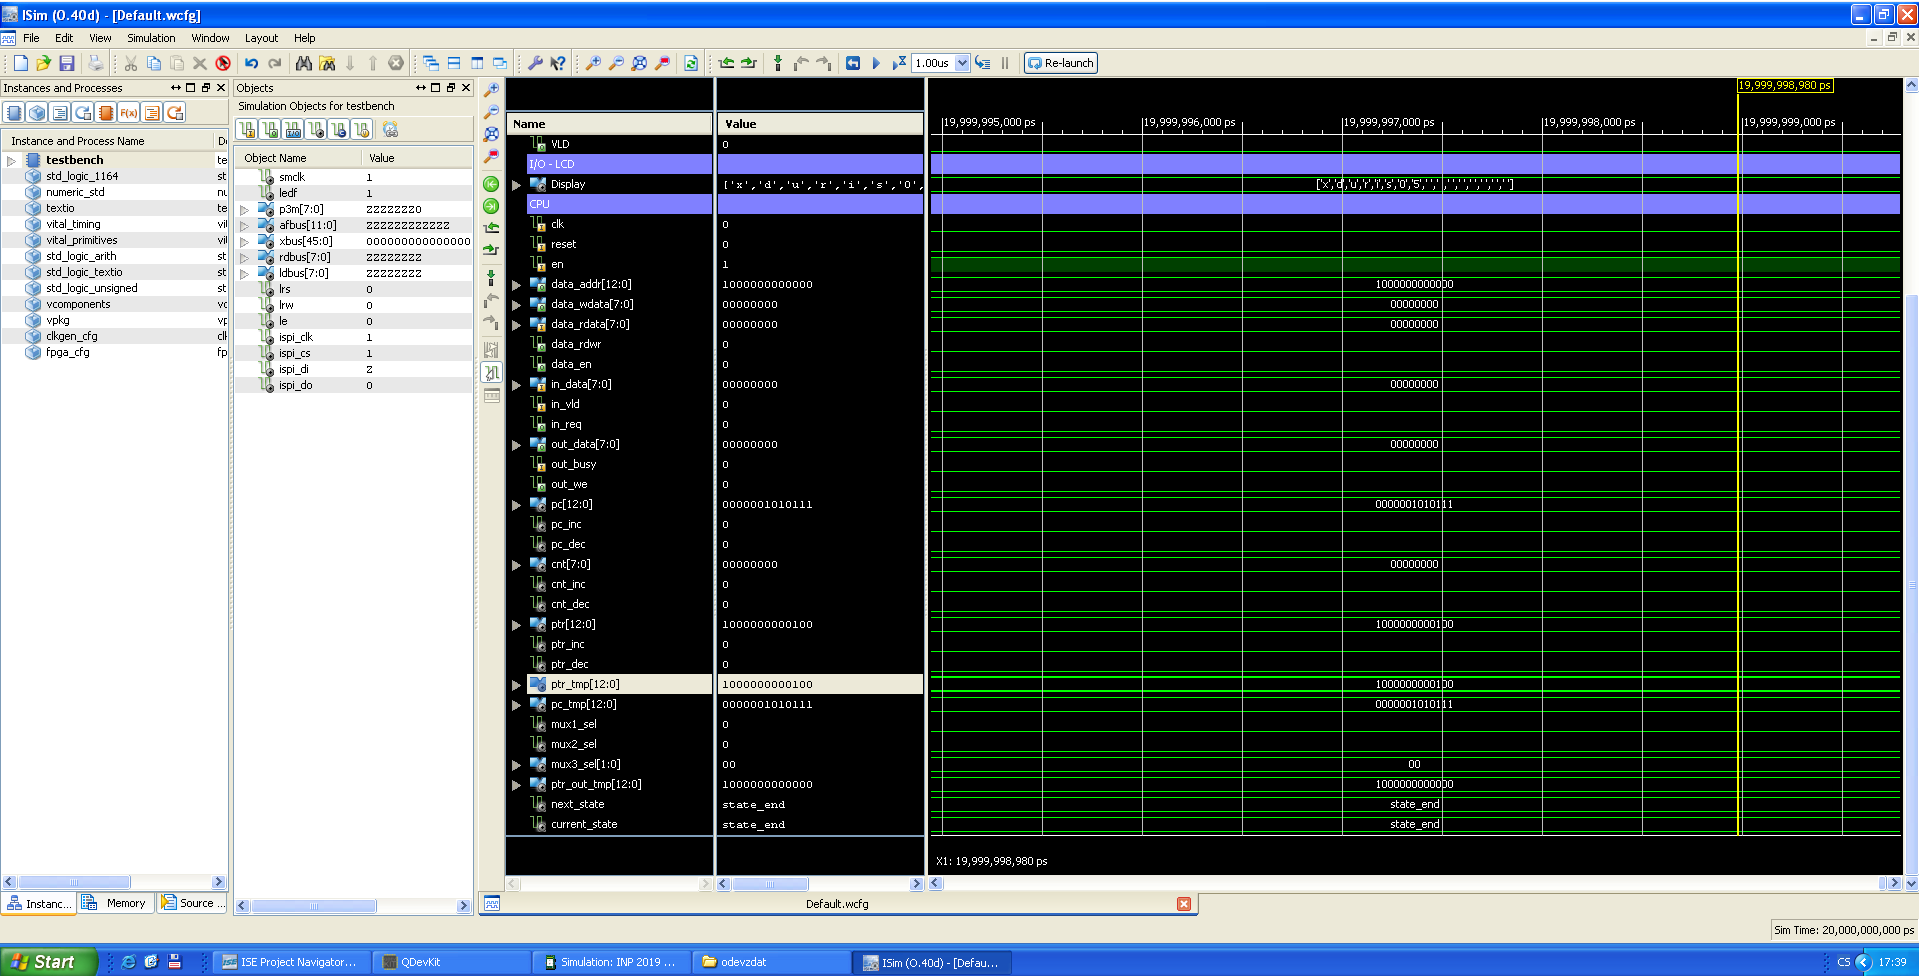 ISim (O.40d) - [Default.wcfg]
File Edit View Simulation Window Layout Help
1.00us
Re-launch
Instances and Processes
Instance and Process Name
testbench te
std_logic_1164 st
numeric_std nu
textio te
vital_timing vil
vital_primitives vil
std_logic_arith st
std_logic_textio st
std_logic_unsigned st
vcomponents vc
vpkg vp
clkgen_cfg cll
fpga_cfg fp
Instanc... Memory Source ...
Objects
Simulation Objects for testbench
Object Name Value
smclk 1
ledf 1
p3m[7:0] ZZZZZZZ0
afbus[11:0] ZZZZZZZZZZZZ
xbus[45:0] 000000000000000
rdbus[7:0] ZZZZZZZZ
ldbus[7:0] ZZZZZZZZ
lrs 0
lrw 0
le 0
ispi_clk 1
ispi_cs 1
ispi_di Z
ispi_do 0
19,999,998,980 ps
Name Value
19,999,995,000 ps 19,999,996,000 ps 19,999,997,000 ps 19,999,998,000 ps 19,999,999,000 ps
VLD 0
I/O - LCD
Display ['x','d','u','r','i','s','0', ['x','d','u','r','i','s','0','5',' ',' ',' ',' ',' ',' ',' ',' ']
CPU
clk 0
reset 0
en 1
data_addr[12:0] 1000000000000 1000000000000
data_wdata[7:0] 00000000 00000000
data_rdata[7:0] 00000000 00000000
data_rdwr 0
data_en 0
in_data[7:0] 00000000 00000000
in_vld 0
in_req 0
out_data[7:0] 00000000 00000000
out_busy 0
out_we 0
pc[12:0] 0000001010111 0000001010111
pc_inc 0
pc_dec 0
cnt[7:0] 00000000 00000000
cnt_inc 0
cnt_dec 0
ptr[12:0] 1000000000100 1000000000100
ptr_inc 0
ptr_dec 0
ptr_tmp[12:0] 1000000000100 1000000000100
pc_tmp[12:0] 0000001010111 0000001010111
mux1_sel 0
mux2_sel 0
mux3_sel[1:0] 00 00
ptr_out_tmp[12:0] 1000000000000 1000000000000
next_state state_end state_end
current_state state_end state_end
X1: 19,999,998,980 ps
Default.wcfg
Sim Time: 20,000,000,000 ps
Start ISE Project Navigator... QDevKit Simulation: INP 2019 ... odevzdat ISim (O.40d) - [Defau... CS 17:39